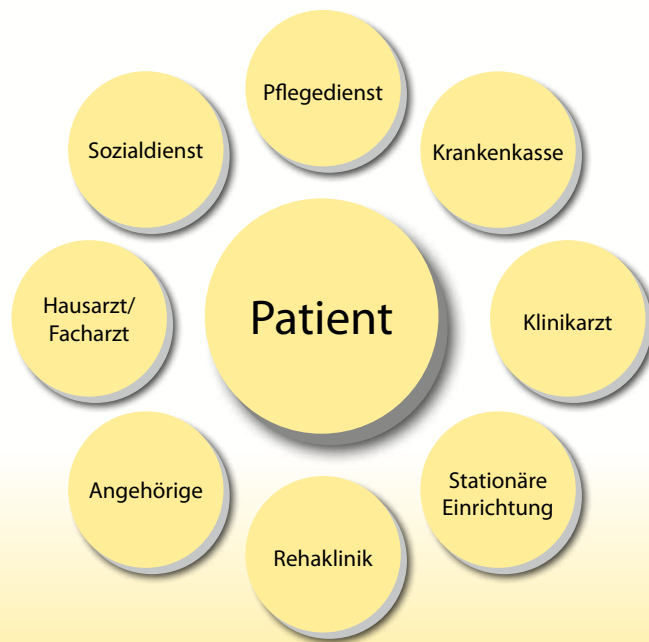 Pflegedienst
Sozialdienst
Krankenkasse
Hausarzt/
Facharzt
Patient
Klinikarzt
Angehörige
Stationäre
Einrichtung
Rehaklinik